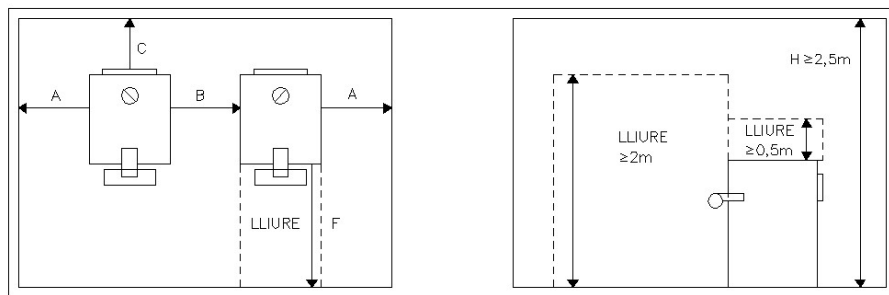 C
A
B
A
LLIURE
F
H ≥2,5m
LLIURE
≥2m
LLIURE
≥0,5m